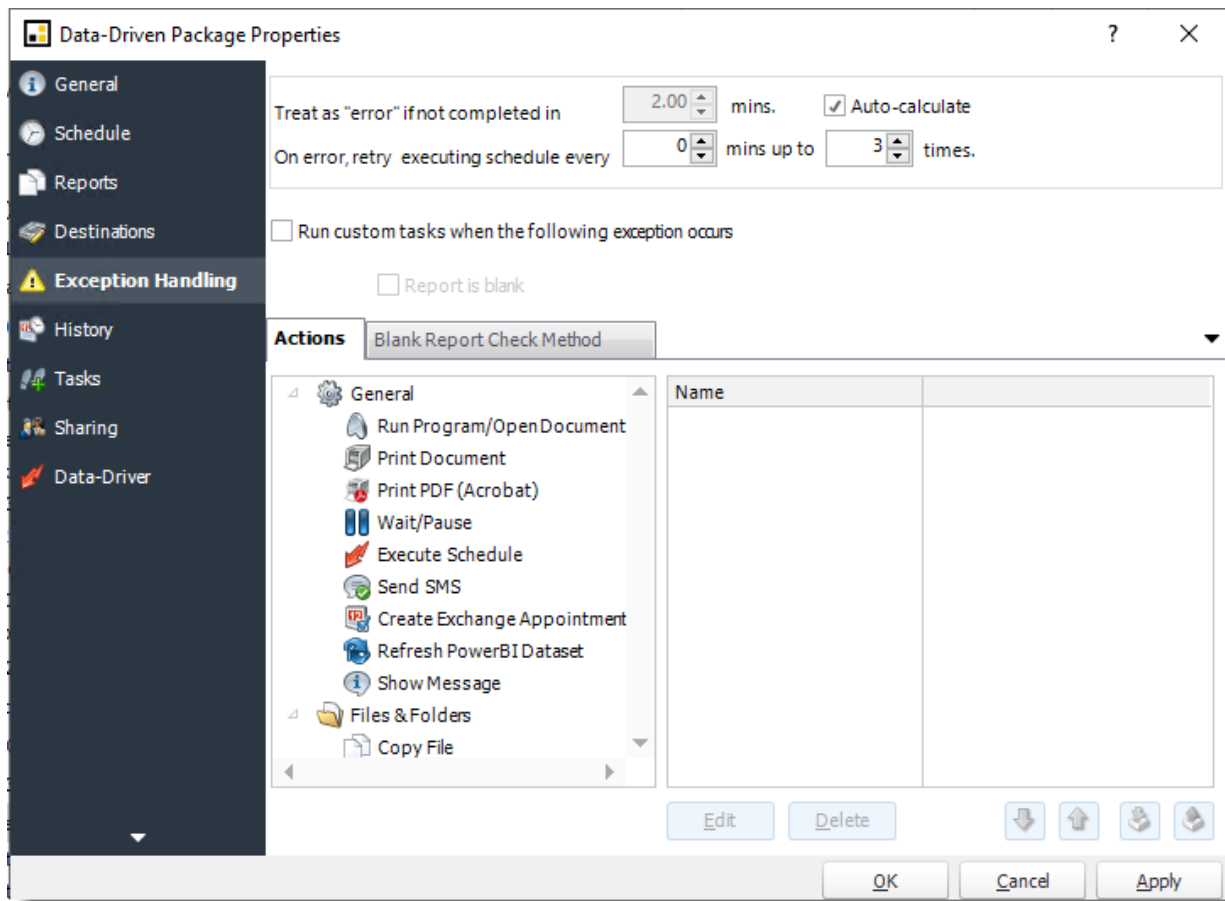 Data-Driven Package Properties ?
General
Schedule
Reports
Destinations
Exception Handling
History
Tasks
Sharing
Data-Driver
Treat as "error" if not completed in 2.00 mins. Auto-calculate
On error, retry executing schedule every 0 mins up to 3 times.
Run custom tasks when the following exception occurs
Report is blank
Actions Blank Report Check Method
General
Run Program/Open Document
Print Document
Print PDF (Acrobat)
Wait/Pause
Execute Schedule
Send SMS
Create Exchange Appointment
Refresh PowerBI Dataset
Show Message
Files & Folders
Copy File
Name
Edit Delete
OK Cancel Apply